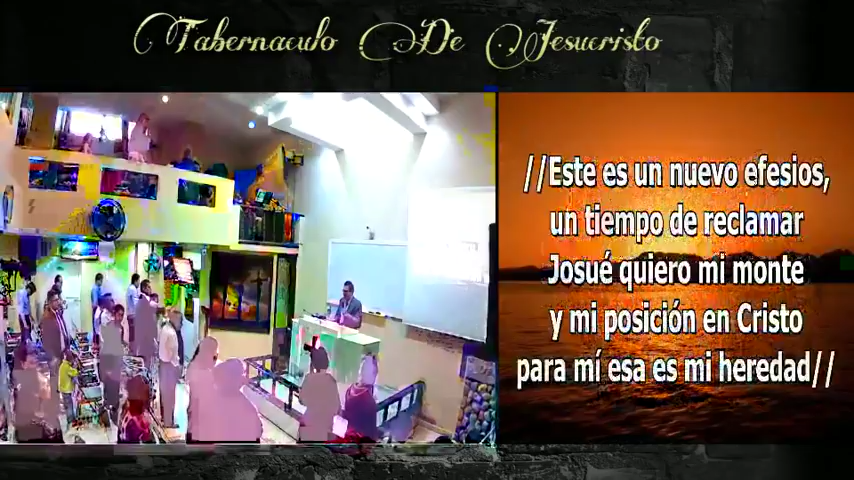 Tabernaculo De Jesucristo
//Este es un nuevo efesios,
un tiempo de reclamar
Josué quiero mi monte
y mi posición en Cristo
para mí esa es mi heredad//